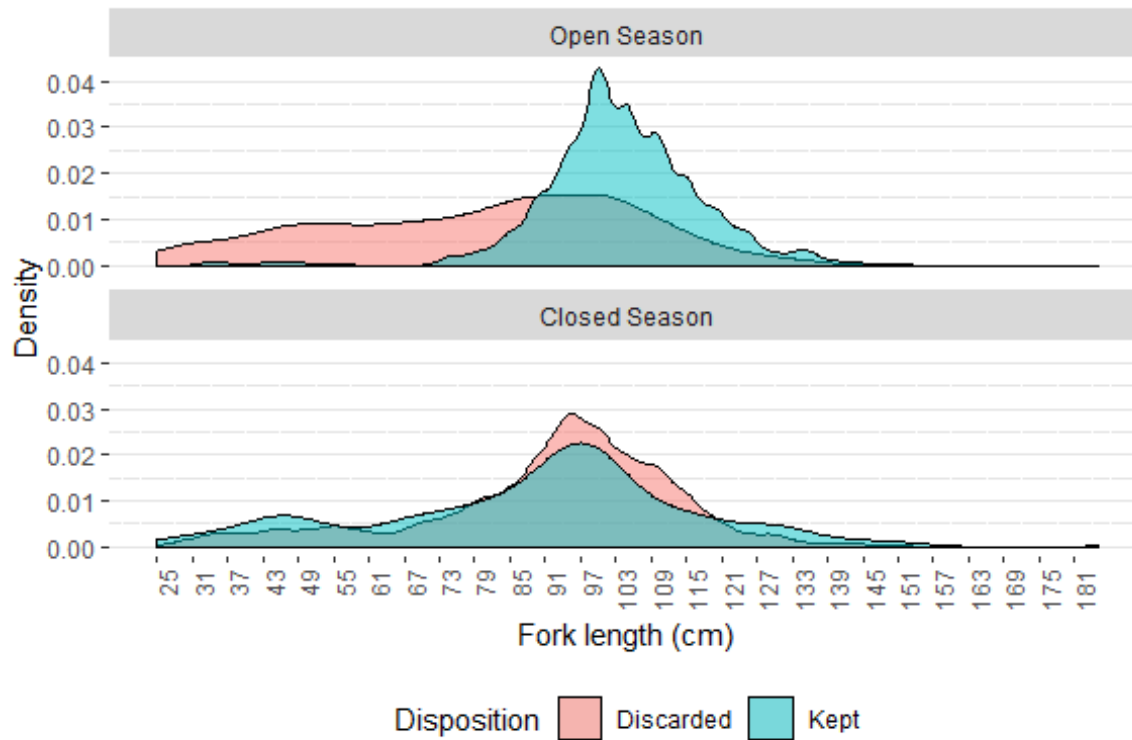 Open Season
0.04
0.03
0.02
0.01
0.00
Density
Closed Season
0.04
0.03
0.02
0.01
0.00
25 31 37 43 49 55 61 67 73 79 85 91 97 103 109 115 121 127 133 139 145 151 157 163 169 175 181
Fork length (cm)
Disposition Discarded Kept